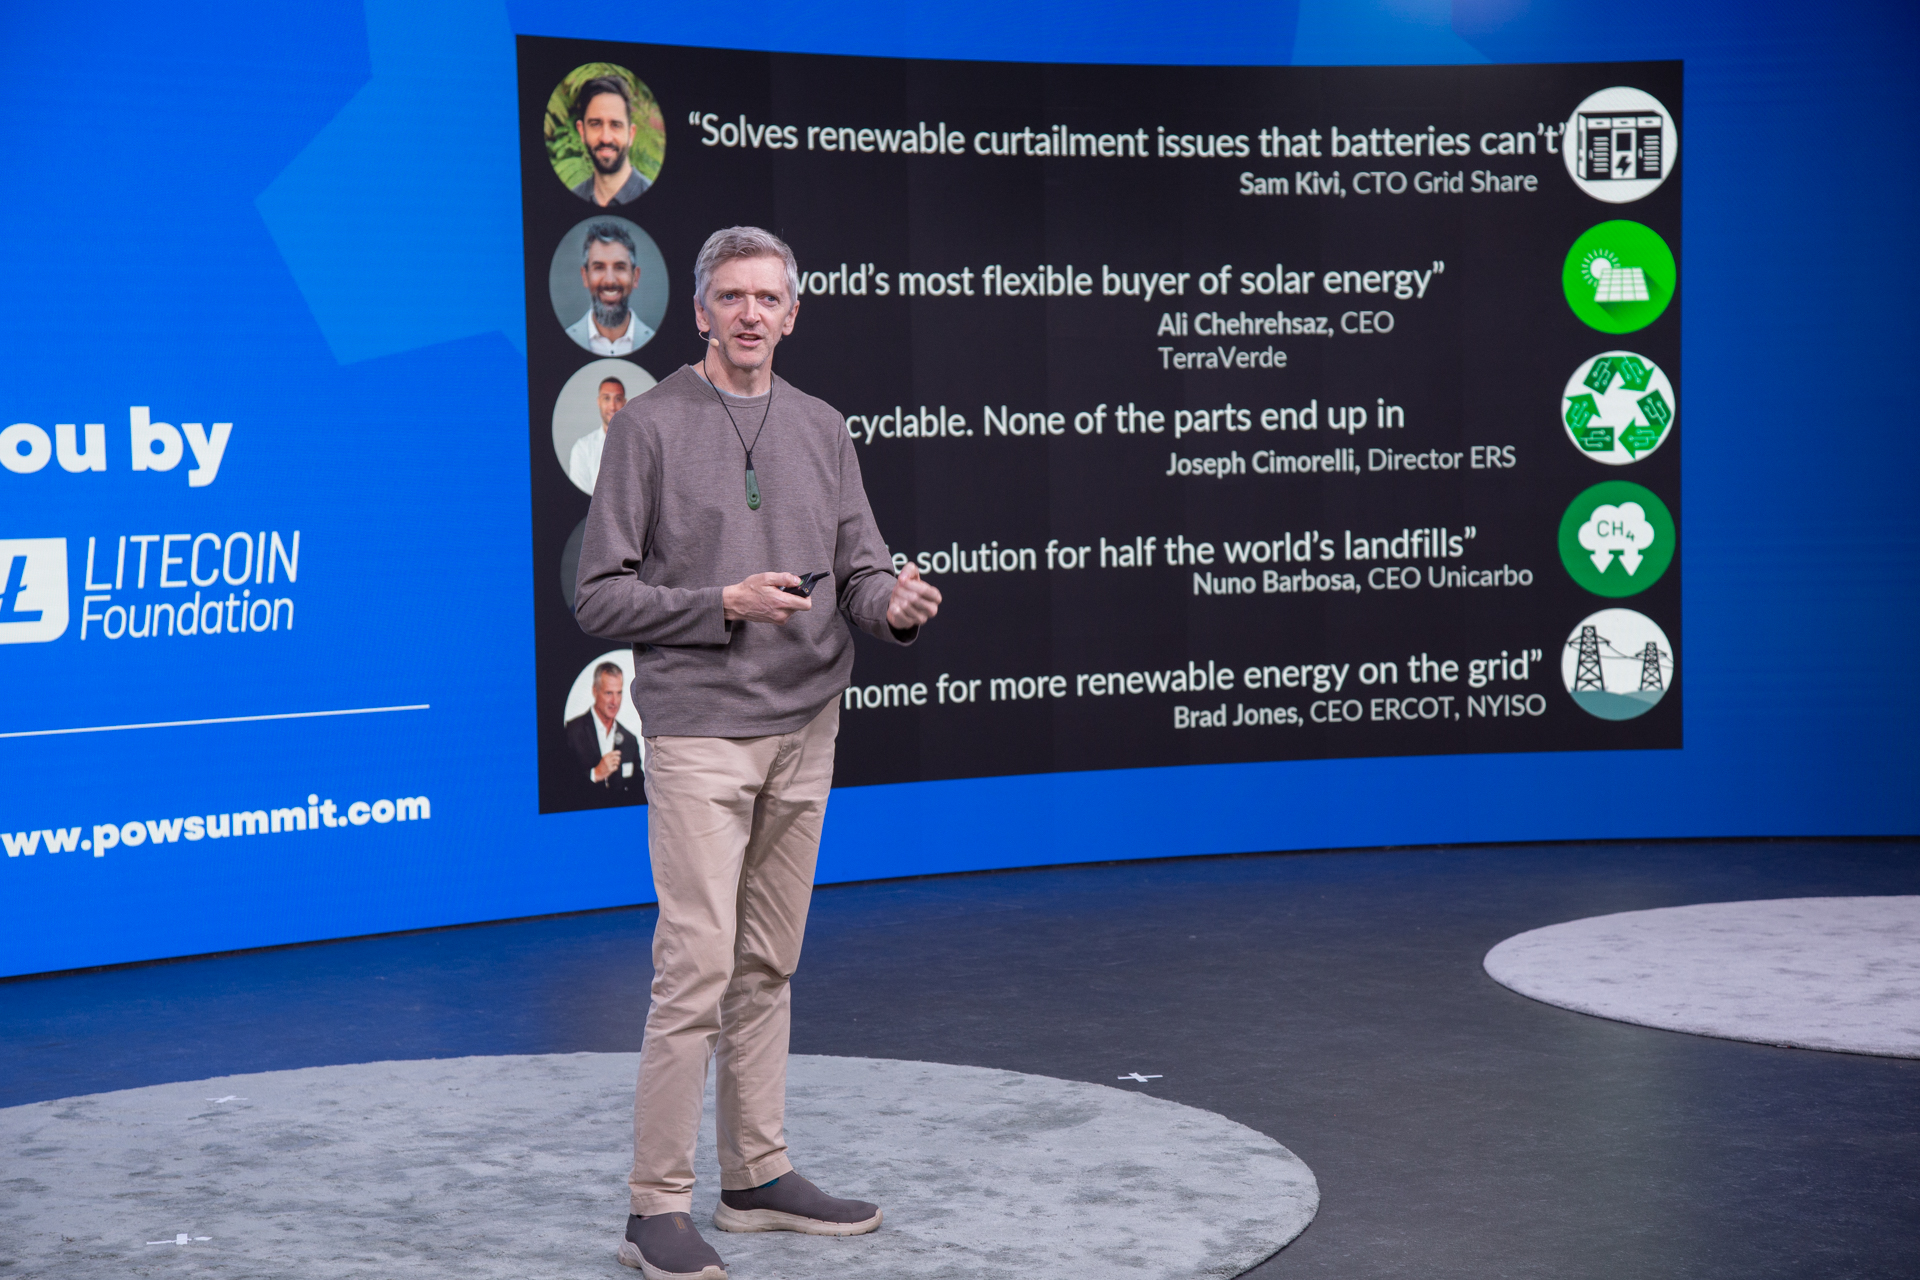 ou by
LITECOIN
Foundation
ww.powsummit.com
“Solves renewable curtailment issues that batteries can’t”
Sam Kivi, CTO Grid Share
world’s most flexible buyer of solar energy”
Ali Chehrehsaz, CEO
TerraVerde
cyclable. None of the parts end up in
Joseph Cimorelli, Director ERS
e solution for half the world’s landfills”
Nuno Barbosa, CEO Unicarbo
home for more renewable energy on the grid”
Brad Jones, CEO ERCOT, NYISO
CH4